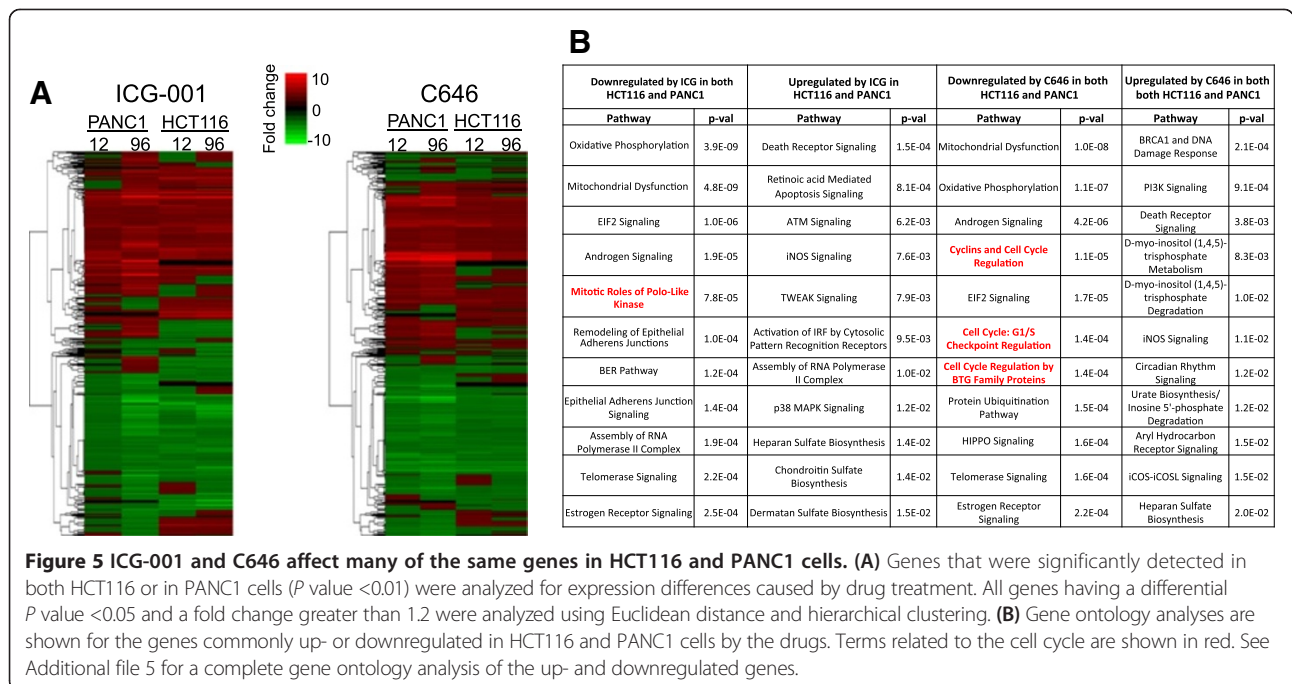 A
ICG-001
PANC1 HCT116
12 96 12 96
Fold change
10
0
-10
C646
PANC1 HCT116
12 96 12 96
B
Downregulated by ICG in both
HCT116 and PANC1
Upregulated by ICG in
HCT116 and PANC1
Downregulated by C646 in both
HCT116 and PANC1
Upregulated by C646 in both
both HCT116 and PANC1
Pathway p-val Pathway p-val Pathway p-val Pathway p-val
Oxidative Phosphorylation 3.9E-09
Death Receptor Signaling 1.5E-04
Mitochondrial Dysfunction 1.0E-08
BRCA1 and DNA
Damage Response 2.1E-04
Mitochondrial Dysfunction 4.8E-09
Retinoic acid Mediated
Apoptosis Signaling 8.1E-04
Oxidative Phosphorylation 1.1E-07
PI3K Signaling 9.1E-04
EIF2 Signaling 1.0E-06
ATM Signaling 6.2E-03
Androgen Signaling 4.2E-06
Death Receptor
Signaling 3.8E-03
Androgen Signaling 1.9E-05
iNOS Signaling 7.6E-03
Cyclins and Cell Cycle
Regulation 1.1E-05
D-myo-inositol (1,4,5)-
trisphosphate
Metabolism 8.3E-03
Mitotic Roles of Polo-Like
Kinase 7.8E-05
TWEAK Signaling 7.9E-03
EIF2 Signaling 1.7E-05
D-myo-inositol (1,4,5)-
trisphosphate
Degradation 1.0E-02
Remodeling of Epithelial
Adherens Junctions 1.0E-04
Activation of IRF by Cytosolic
Pattern Recognition Receptors 9.5E-03
Cell Cycle: G1/S
Checkpoint Regulation 1.4E-04
iNOS Signaling 1.1E-02
BER Pathway 1.2E-04
Assembly of RNA Polymerase
II Complex 1.0E-02
Cell Cycle Regulation by
BTG Family Proteins 1.4E-04
Circadian Rhythm
Signaling 1.2E-02
Epithelial Adherens Junction
Signaling 1.4E-04
p38 MAPK Signaling 1.2E-02
Protein Ubiquitination
Pathway 1.5E-04
Urate Biosynthesis/
Inosine 5'-phosphate
Degradation 1.2E-02
Assembly of RNA
Polymerase II Complex 1.9E-04
Heparan Sulfate Biosynthesis 1.4E-02
HIPPO Signaling 1.6E-04
Aryl Hydrocarbon
Receptor Signaling 1.5E-02
Telomerase Signaling 2.2E-04
Chondroitin Sulfate
Biosynthesis 1.4E-02
Telomerase Signaling 1.6E-04
iCOS-iCOSL Signaling 1.5E-02
Estrogen Receptor Signaling 2.5E-04
Dermatan Sulfate Biosynthesis 1.5E-02
Estrogen Receptor
Signaling 2.2E-04
Heparan Sulfate
Biosynthesis 2.0E-02
Figure 5 ICG-001 and C646 affect many of the same genes in HCT116 and PANC1 cells. (A) Genes that were significantly detected in
both HCT116 or in PANC1 cells (P value <0.01) were analyzed for expression differences caused by drug treatment. All genes having a differential
P value <0.05 and a fold change greater than 1.2 were analyzed using Euclidean distance and hierarchical clustering. (B) Gene ontology analyses are
shown for the genes commonly up- or downregulated in HCT116 and PANC1 cells by the drugs. Terms related to the cell cycle are shown in red. See
Additional file 5 for a complete gene ontology analysis of the up- and downregulated genes.